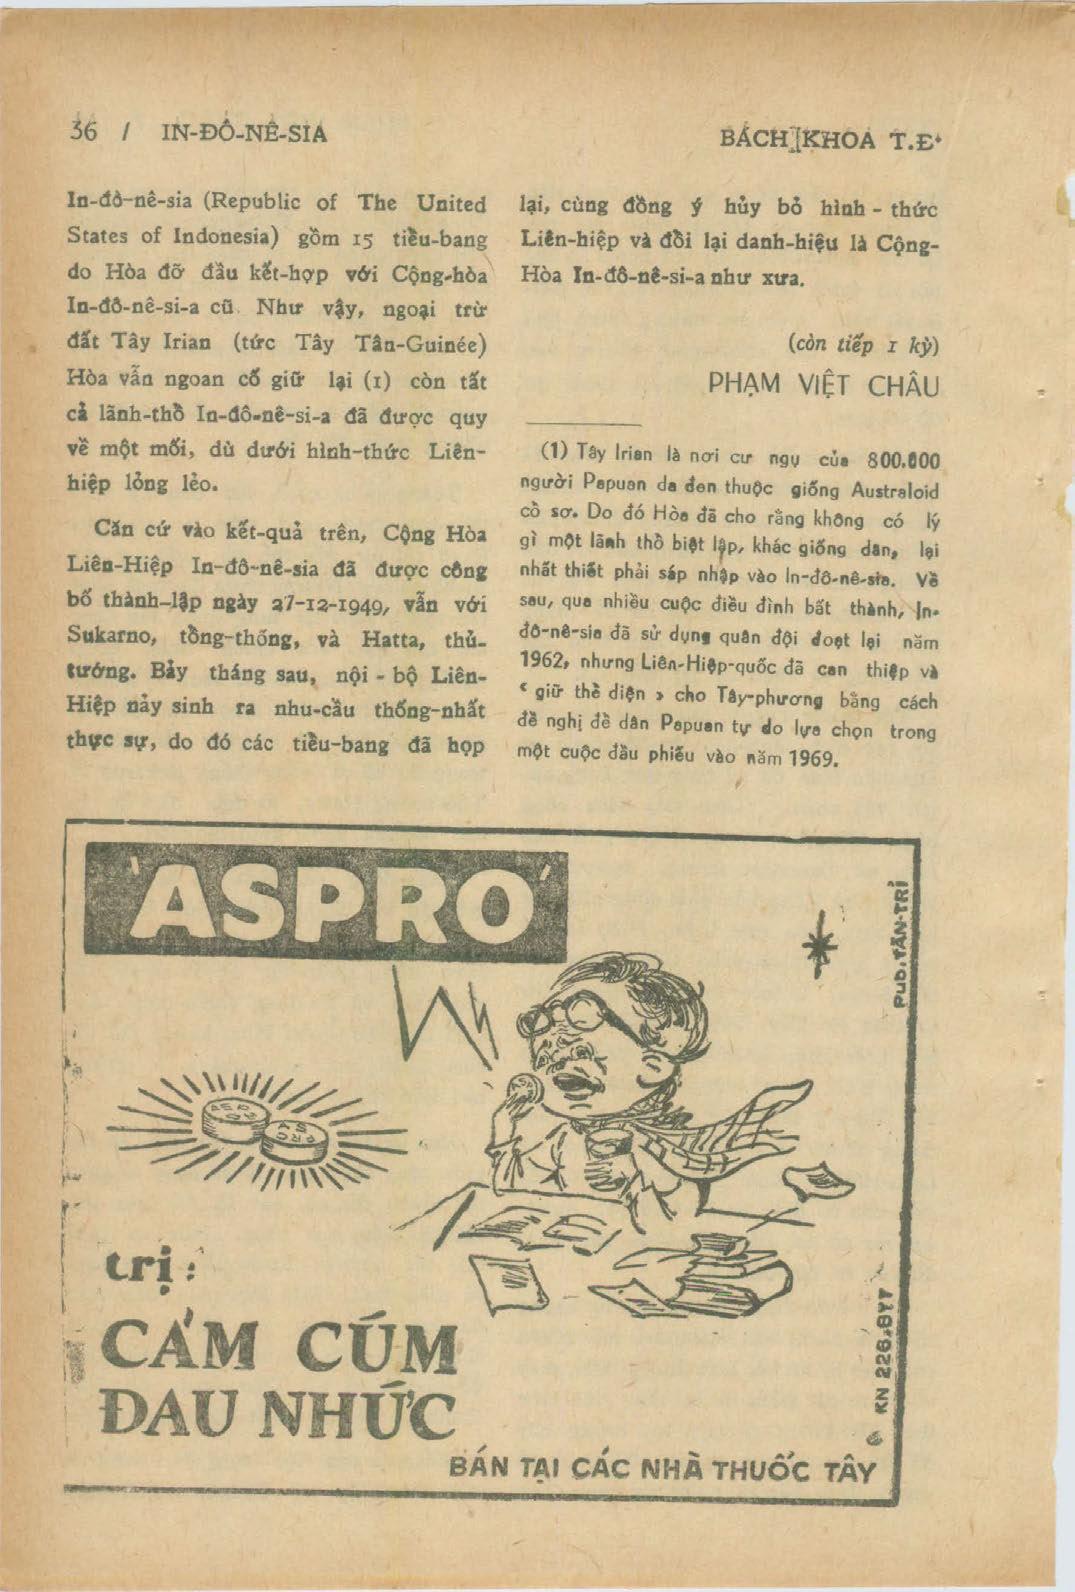 36 / IN-ĐÔ-NÊ-SIA
BÁCH KHOA T.Đ.
In-đô-nê-sia (Republic of The United
States of Indonesia) gồm 15 tiểu-bang
do Hòa đỡ đầu kết-hợp với Cộng-hòa
In-đô-nê-si-a cũ. Như vậy, ngoại trừ
đất Tây Irian (tức Tây Tân-Guinée)
Hòa vẫn ngoan cố giữ lại (1) còn tất
cả lãnh-thổ In-đô-nê-si-a đã được quy
về một mối, dù dưới hình-thức Liên-
hiệp lỏng lẻo.
Căn cứ vào kết-quả trên, Cộng Hòa
Liên-Hiệp In-đô-nê-sia đã được công
bố thành-lập ngày 27-12-1949, vẫn với
Sukarno, tổng-thống, và Hatta, thủ-
tướng. Bảy tháng sau, nội - bộ Liên-
Hiệp nảy sinh ra nhu-cầu thống-nhất
thực sự, do đó các tiểu-bang đã họp
lại, cùng đồng ý hủy bỏ hình - thức
Liên-hiệp và đổi lại danh-hiệu là Cộng-
Hòa In-đô-nê-si-a như xưa.
(còn tiếp 1 kỳ)
PHẠM VIỆT CHÂU
(1) Tây Irian là nơi cư ngụ của 800.000
người Papuan da đen thuộc giống Australoid
cổ sơ. Do đó Hòa đã cho rằng không có lý
gì một lãnh thổ biệt lập, khác giống dân, lại
nhất thiết phải sáp nhập vào In-đô-nê-sia. Về
sau, qua nhiều cuộc điều đình bất thành, In-
đô-nê-sia đã sử dụng quân đội đoạt lại năm
1962, nhưng Liên-Hiệp-quốc đã can thiệp và
‹ giữ thể diện › cho Tây-phương bằng cách
đề nghị để dân Papuan tự do lựa chọn trong
một cuộc đầu phiếu vào năm 1969.
'ASPRO'
Pub. TÂN-TRÍ
ASPRO
ASPRO
trị:
CẢM CÚM
ĐAU NHỨC
KN 226.BYT
BÁN TẠI CÁC NHÀ THUỐC TÂY